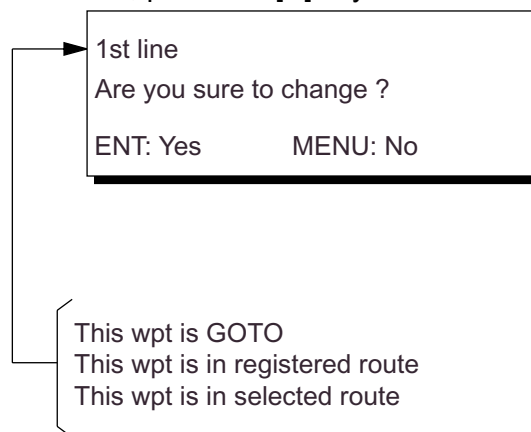 1st line
Are you sure to change ?
ENT: Yes MENU: No
This wpt is GOTO
This wpt is in registered route
This wpt is in selected route